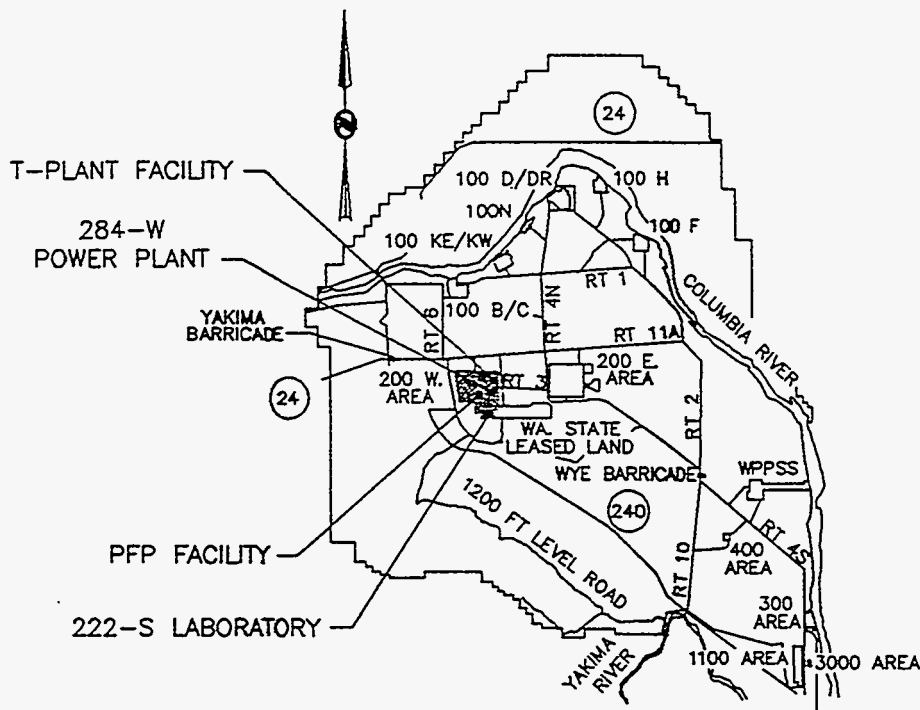 24
T-PLANT FACILITY
100 D/DR
100 H
100N
284-W
POWER PLANT
100 F
100 KE/KW
RT 1
COLUMBIA RIVER
100 B/C
RT 4N
RT 6
YAKIMA
BARRICADE
RT 11A
200 E.
AREA
200 W.
AREA
RT 3
24
RT 2
WA. STATE
LEASED LAND
WYE BARRICADE
WPPSS
1200 FT LEVEL ROAD
240
RT 4S
PFP FACILITY
RT 10
400
AREA
300
AREA
222-S LABORATORY
YAKIMA
RIVER
1100 AREA
3000 AREA